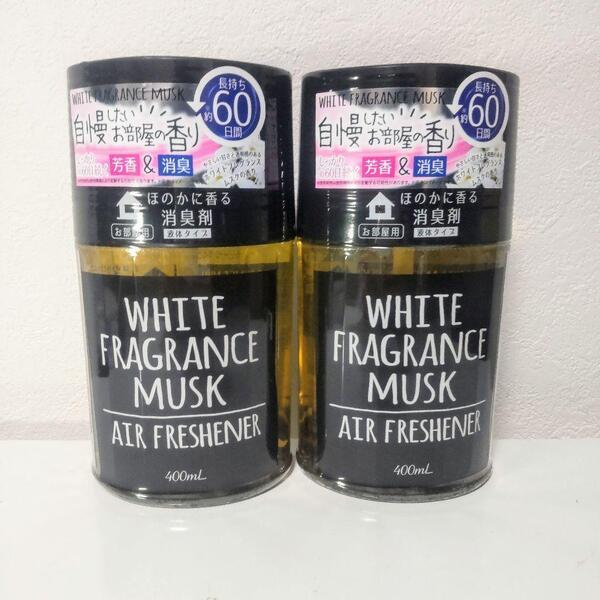 WHITE FRAGRANCE MUSK
長持ち
約60日間
自慢したい
お部屋の香り
芳香&消臭
ほのかに香る
消臭剤
お部屋用
液体タイプ
WHITE
FRAGRANCE
MUSK
AIR FRESHENER
400mL
WHITE FRAGRANCE MUSK
長持ち
約60日間
自慢したい
お部屋の香り
芳香&消臭
ほのかに香る
消臭剤
お部屋用
液体タイプ
WHITE
FRAGRANCE
MUSK
AIR FRESHENER
400mL